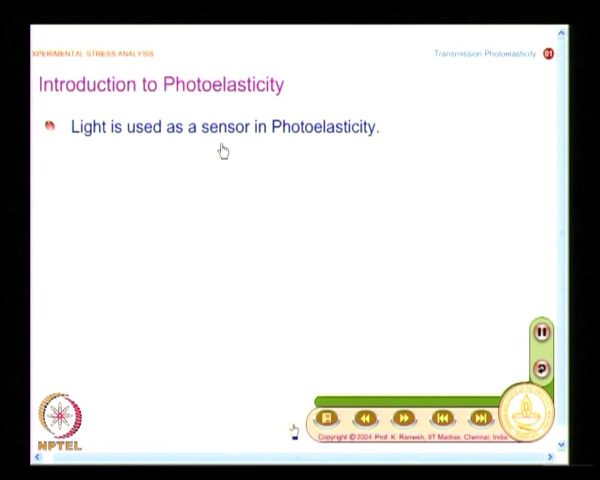 XPERIMENTAL STRESS ANALYSIS
Transmission Photoelasticity 01
Introduction to Photoelasticity
Light is used as a sensor in Photoelasticity.
NPTEL
Copyright © 2004 Prof. K. Ramesh, IIT Madras, Chennai, India